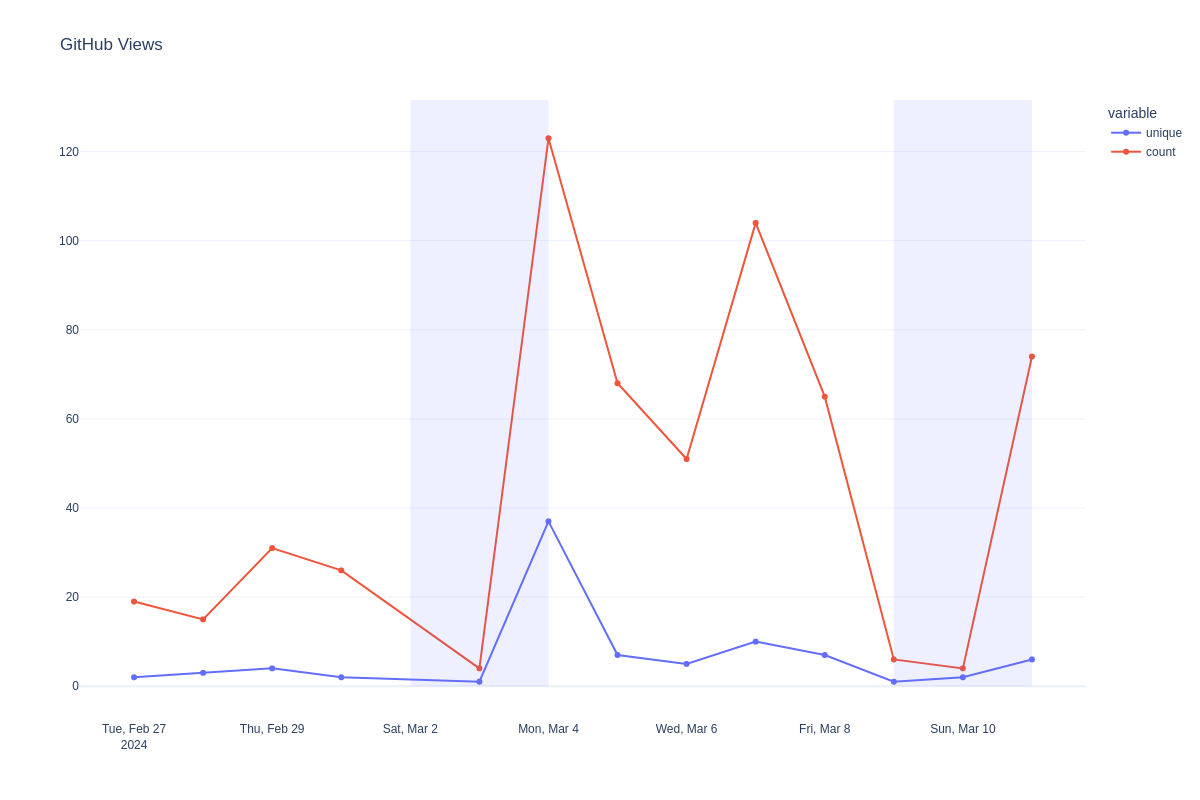 GitHub Views
variable
unique
count
120
100
80
60
40
20
0
Tue, Feb 27
2024
Thu, Feb 29
Sat, Mar 2
Mon, Mar 4
Wed, Mar 6
Fri, Mar 8
Sun, Mar 10